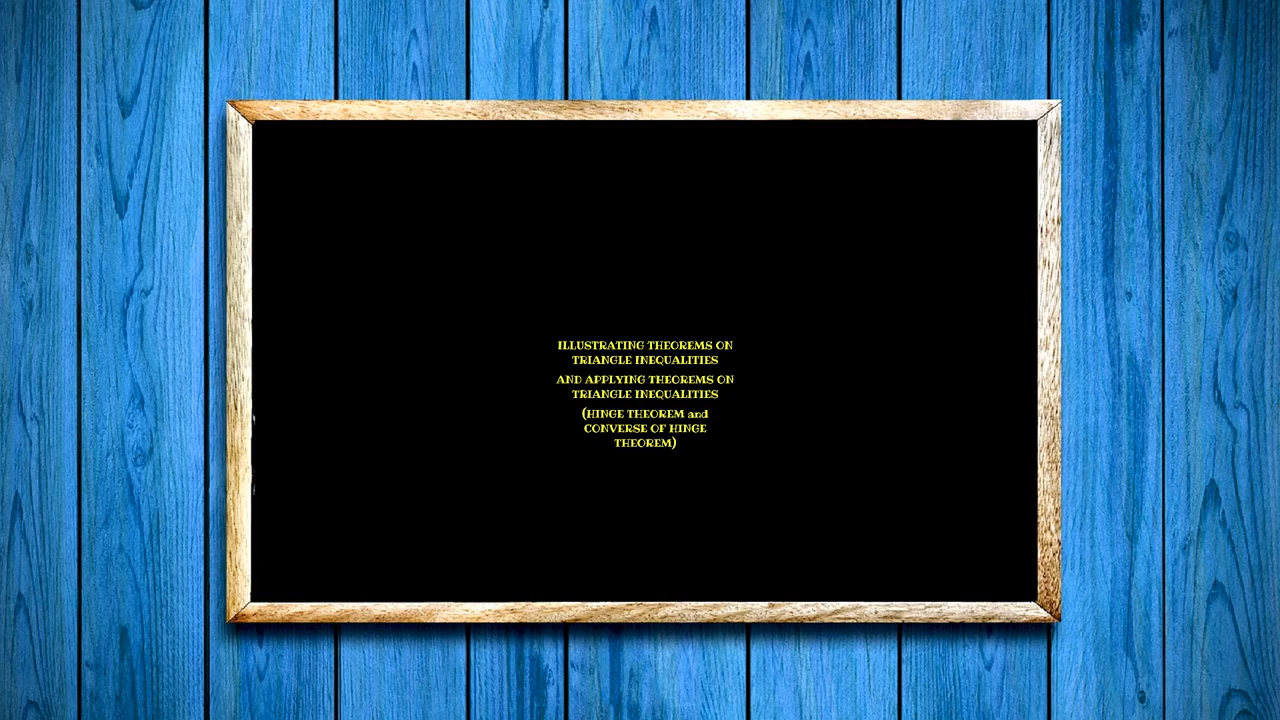 ILLUSTRATING THEOREMS ON
TRIANGLE INEQUALITIES
AND APPLYING THEOREMS ON
TRIANGLE INEQUALITIES
(HINGE THEOREM and
CONVERSE OF HINGE
THEOREM)